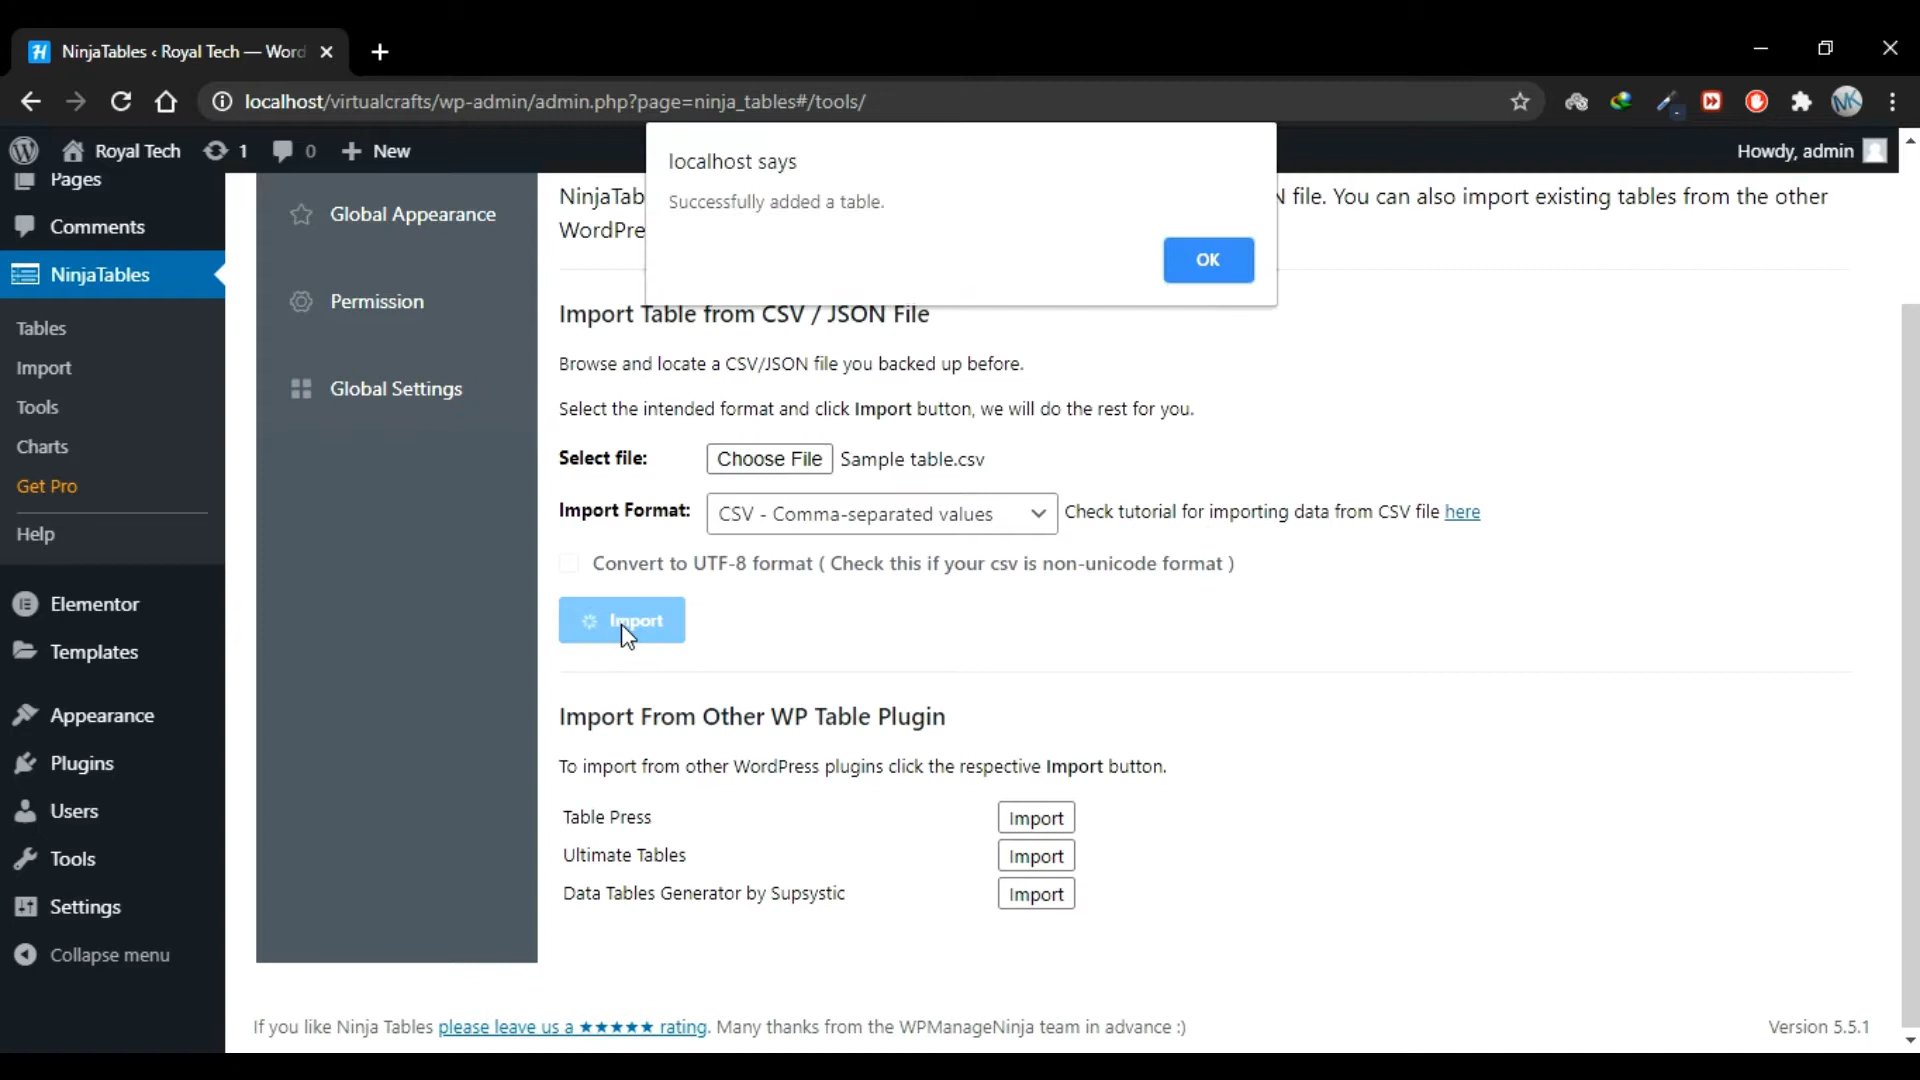 NinjaTables ‹ Royal Tech — Word
localhost/virtualcrafts/wp-admin/admin.php?page=ninja_tables#/tools/
NK
Royal Tech
1
0
New
Howdy, admin
localhost says
Successfully added a table.
OK
Pages
Comments
NinjaTables
Tables
Import
Tools
Charts
Get Pro
Help
Elementor
Templates
Appearance
Plugins
Users
Tools
Settings
Collapse menu
Global Appearance
Permission
Global Settings
NinjaTab
N file. You can also import existing tables from the other
WordPre
Import Table from CSV / JSON File
Browse and locate a CSV/JSON file you backed up before.
Select the intended format and click Import button, we will do the rest for you.
Select file: Choose File Sample table.csv
Import Format: CSV - Comma-separated values Check tutorial for importing data from CSV file here
Convert to UTF-8 format ( Check this if your csv is non-unicode format )
Import
Import From Other WP Table Plugin
To import from other WordPress plugins click the respective Import button.
Table Press Import
Ultimate Tables Import
Data Tables Generator by Supsystic Import
If you like Ninja Tables please leave us a ★★★★★ rating. Many thanks from the WPManageNinja team in advance :)
Version 5.5.1